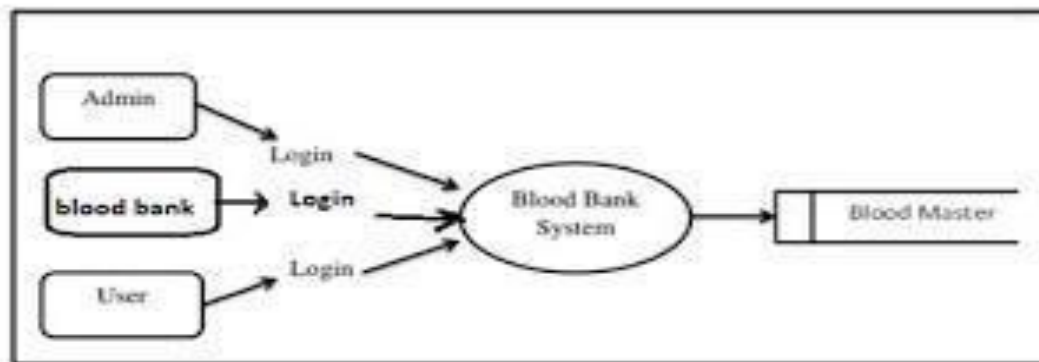 Admin
Login
blood bank
Login
Blood Bank
System
Blood Master
User
Login